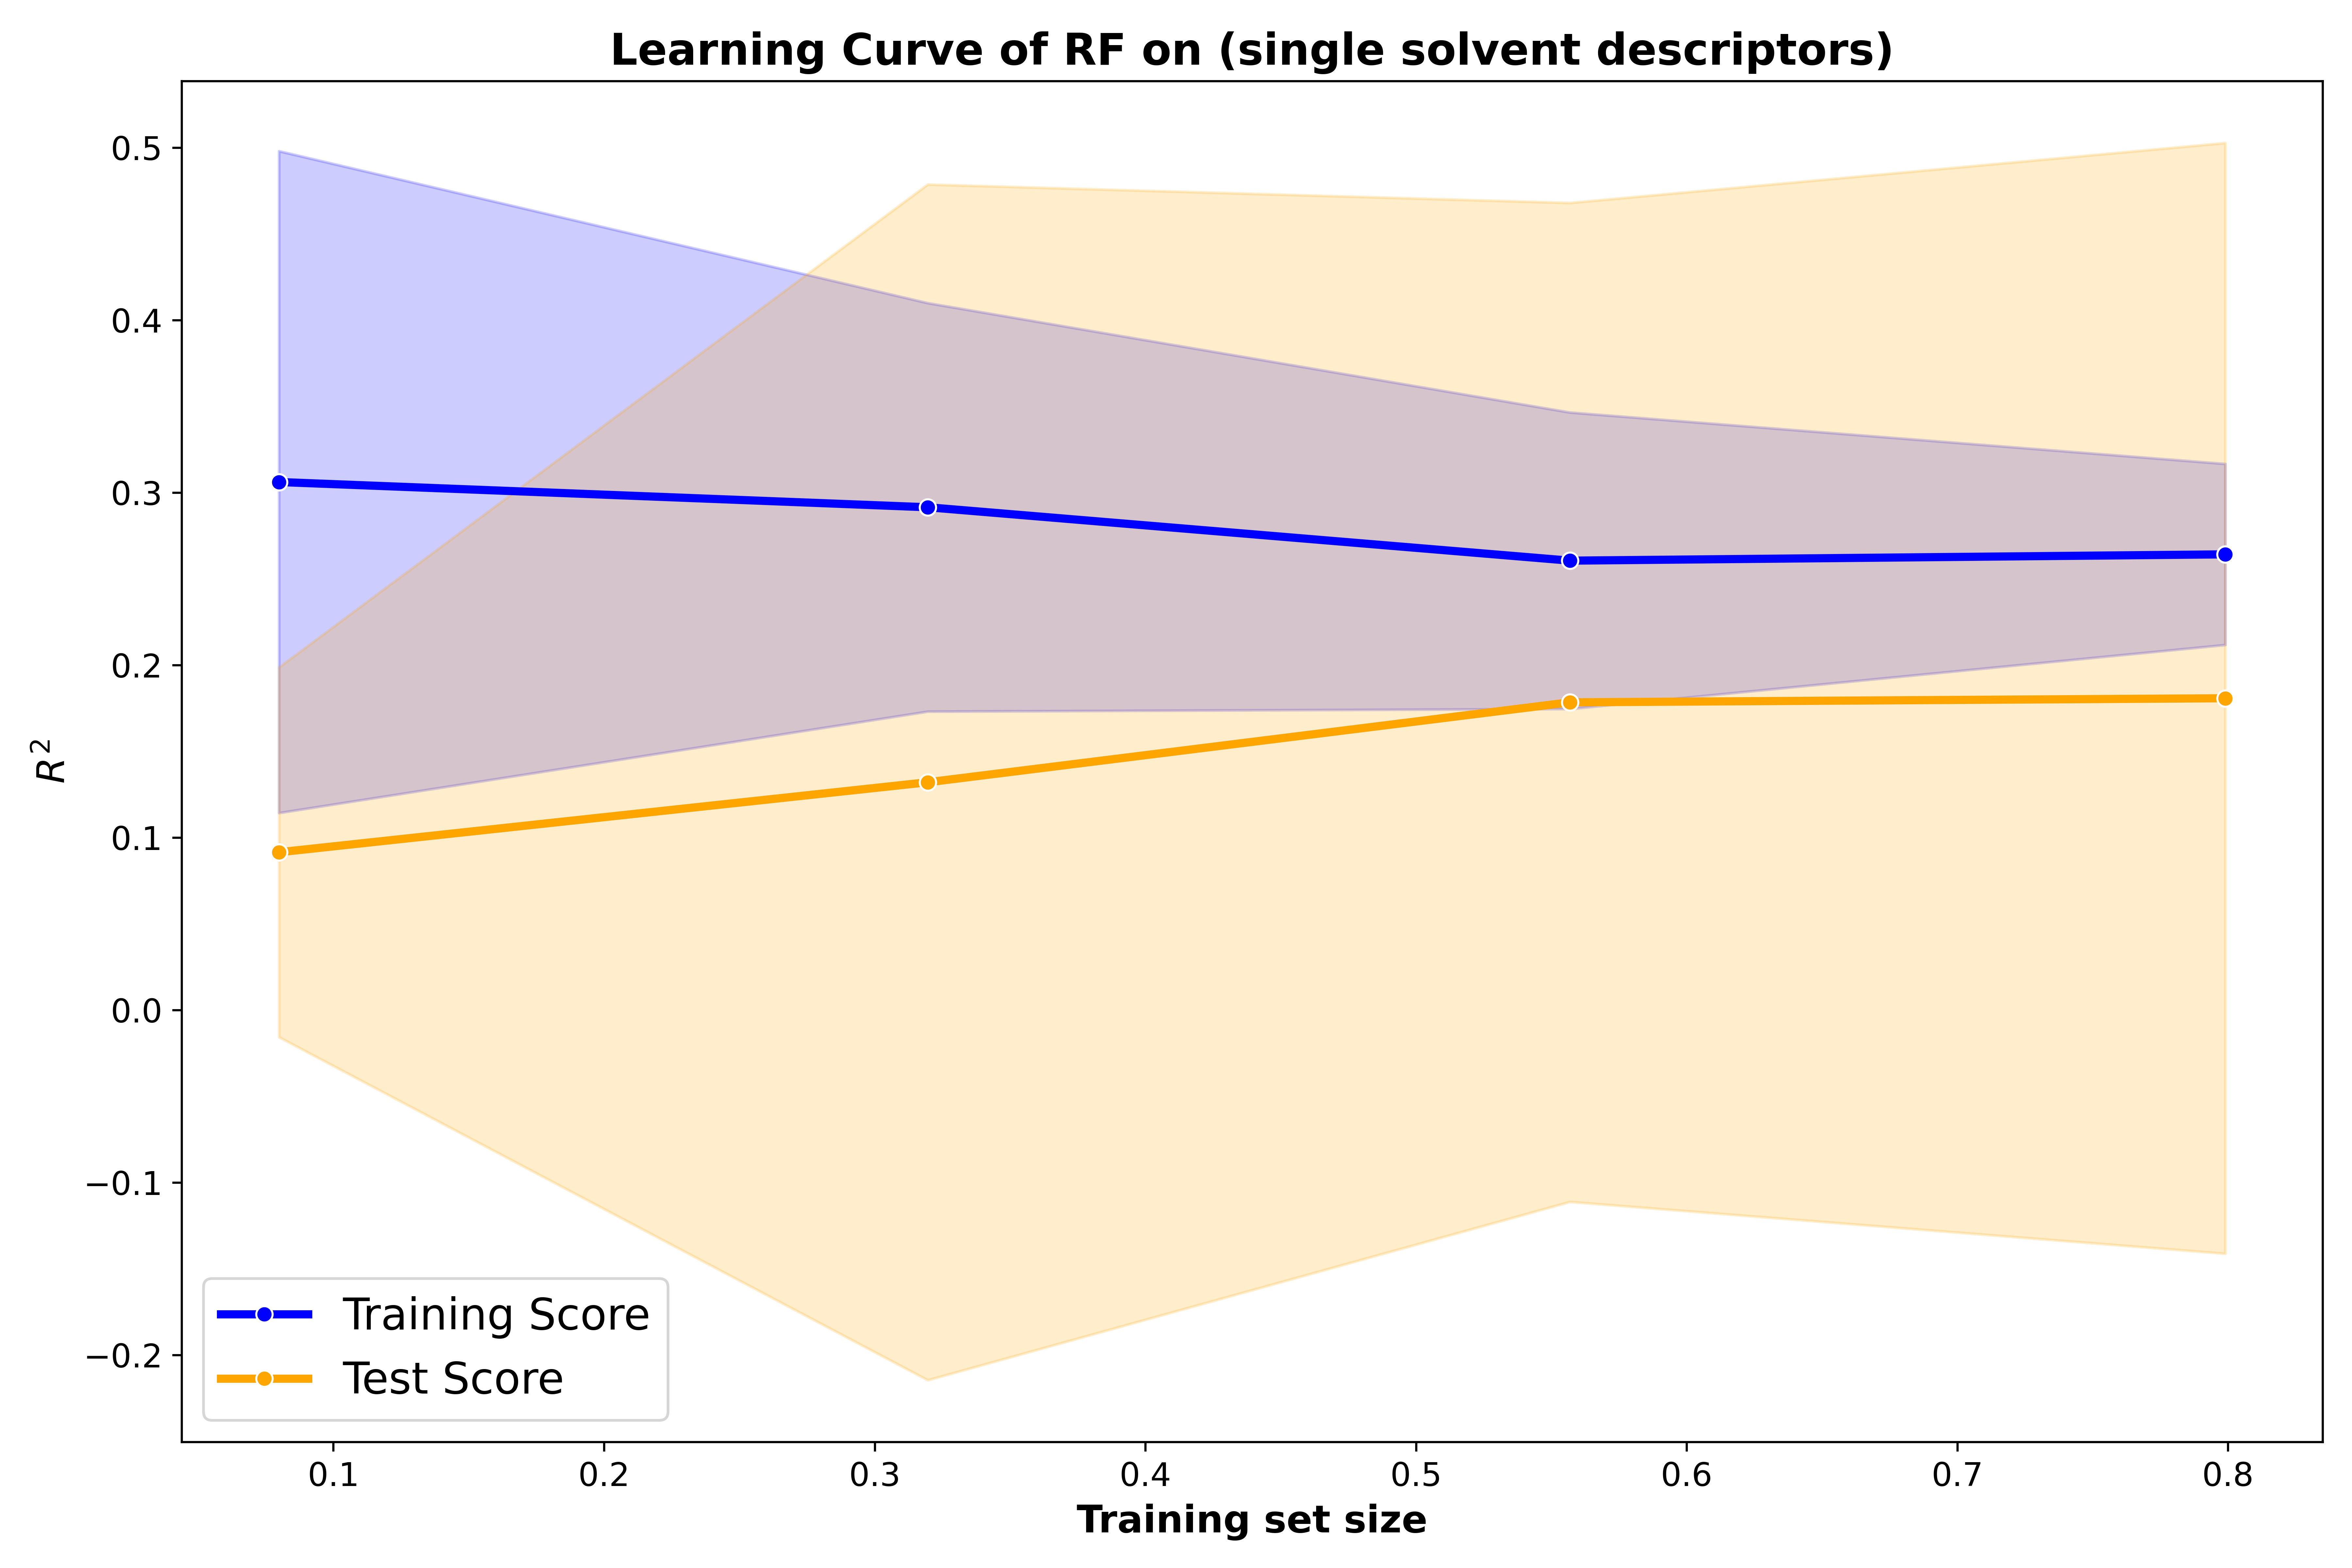 Learning Curve of RF on (single solvent descriptors)
R²
0.5
0.4
0.3
0.2
0.1
0.0
−0.1
−0.2
Training Score
Test Score
0.1 0.2 0.3 0.4 0.5 0.6 0.7 0.8
Training set size